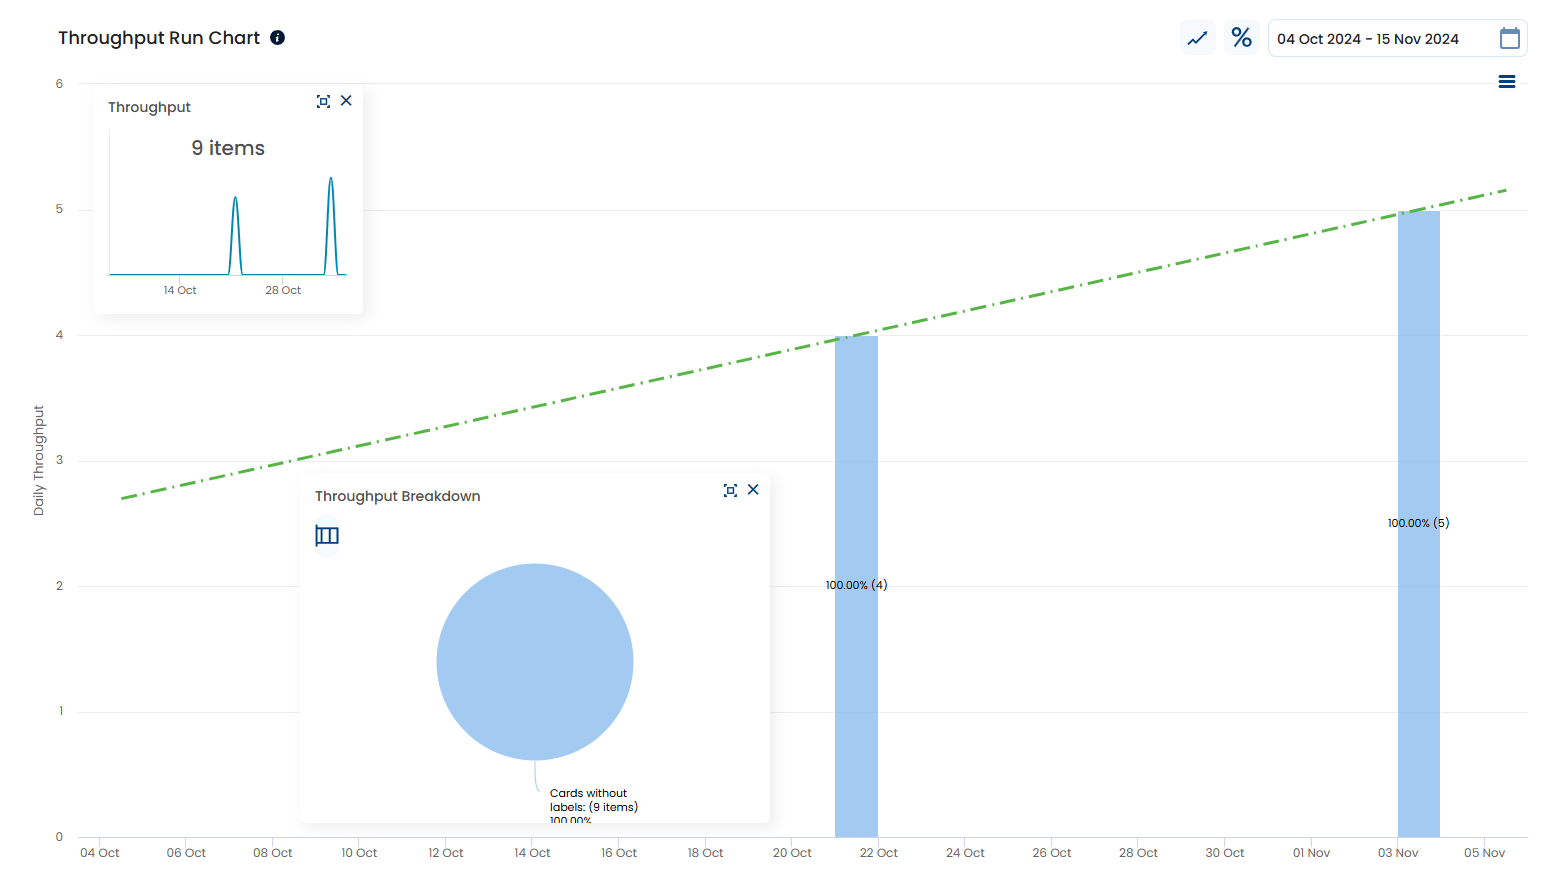 Throughput Run Chart
%
04 Oct 2024 - 15 Nov 2024
6
Throughput
9 items
14 Oct
28 Oct
5
4
3
Daily Throughput
Throughput Breakdown
100.00% (5)
2
100.00% (4)
1
Cards without
labels: (9 items)
100.00%
0
04 Oct
06 Oct
08 Oct
10 Oct
12 Oct
14 Oct
16 Oct
18 Oct
20 Oct
22 Oct
24 Oct
26 Oct
28 Oct
30 Oct
01 Nov
03 Nov
05 Nov